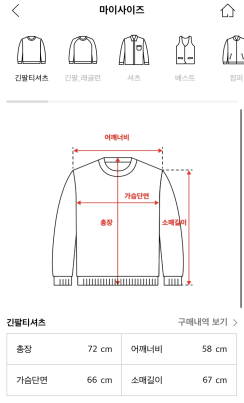 마이사이즈
긴팔티셔츠 긴팔_래글런 셔츠 베스트 점퍼
어깨너비
가슴단면
총장 소매길이
긴팔티셔츠 구매내역 보기
총장 72 cm 어깨너비 58 cm
가슴단면 66 cm 소매길이 67 cm